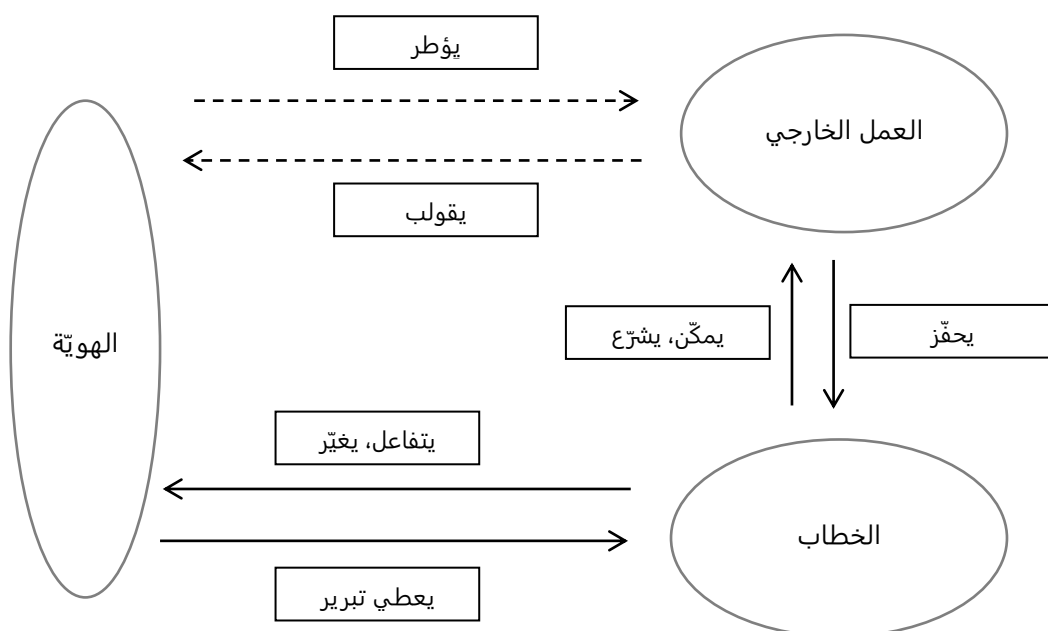 يؤطر
العمل الخارجي
يقولب
الهويّة
يمكّن، يشرّع
يحفّز
يتفاعل، يغيّر
الخطاب
يعطي تبرير